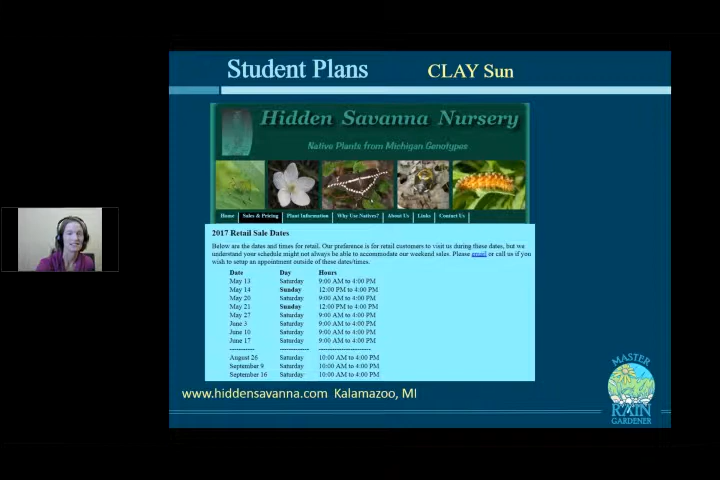 Student Plans CLAY Sun
Hidden Savanna Nursery
Native Plants from Michigan Genotypes
Home Sales & Pricing Plant Information Why Use Natives? About Us Links Contact Us
2017 Retail Sale Dates
Below are the dates and times for retail. Our preference is for retail customers to visit us during these dates, but we
understand your schedule might not always be able to accommodate our weekend sales. Please email or call us if you
wish to setup an appointment outside of these dates/times.
Date Day Hours
May 13 Saturday 9:00 AM to 4:00 PM
May 14 Sunday 12:00 PM to 4:00 PM
May 20 Saturday 9:00 AM to 4:00 PM
May 21 Sunday 12:00 PM to 4:00 PM
May 27 Saturday 9:00 AM to 4:00 PM
June 3 Saturday 9:00 AM to 4:00 PM
June 10 Saturday 9:00 AM to 4:00 PM
June 17 Saturday 9:00 AM to 4:00 PM
August 26 Saturday 10:00 AM to 4:00 PM
September 9 Saturday 10:00 AM to 4:00 PM
September 16 Saturday 10:00 AM to 4:00 PM
www.hiddensavanna.com Kalamazoo, MI
MASTER
RAIN
GARDENER